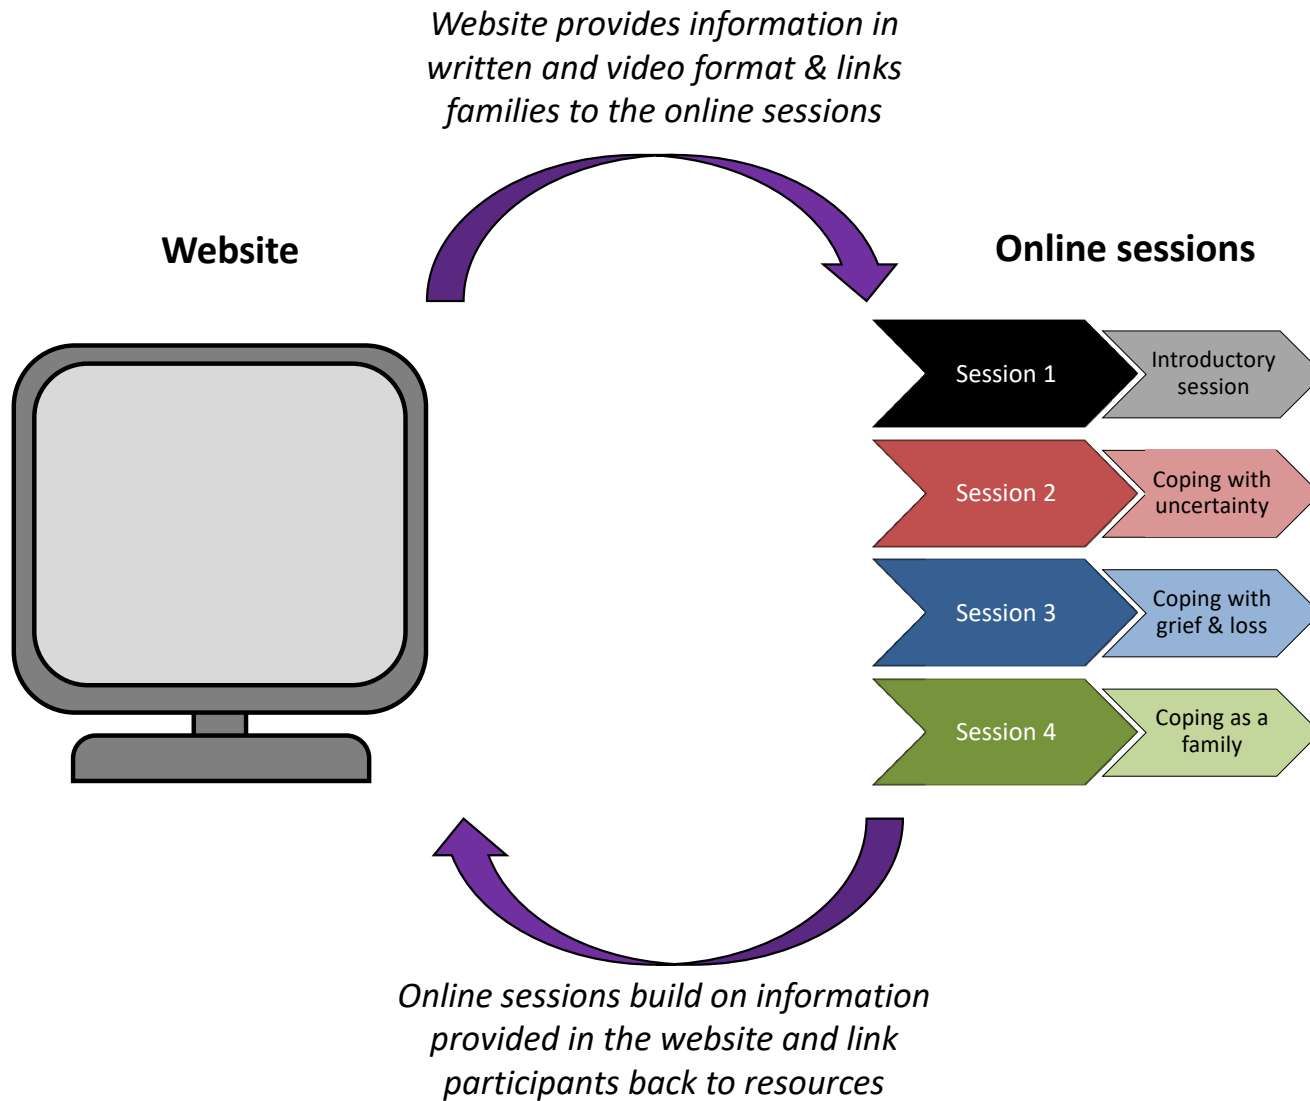 Website provides information in
written and video format & links
families to the online sessions
Website
Online sessions
Session 1
Introductory
session
Session 2
Coping with
uncertainty
Session 3
Coping with
grief & loss
Session 4
Coping as a
family
Online sessions build on information
provided in the website and link
participants back to resources